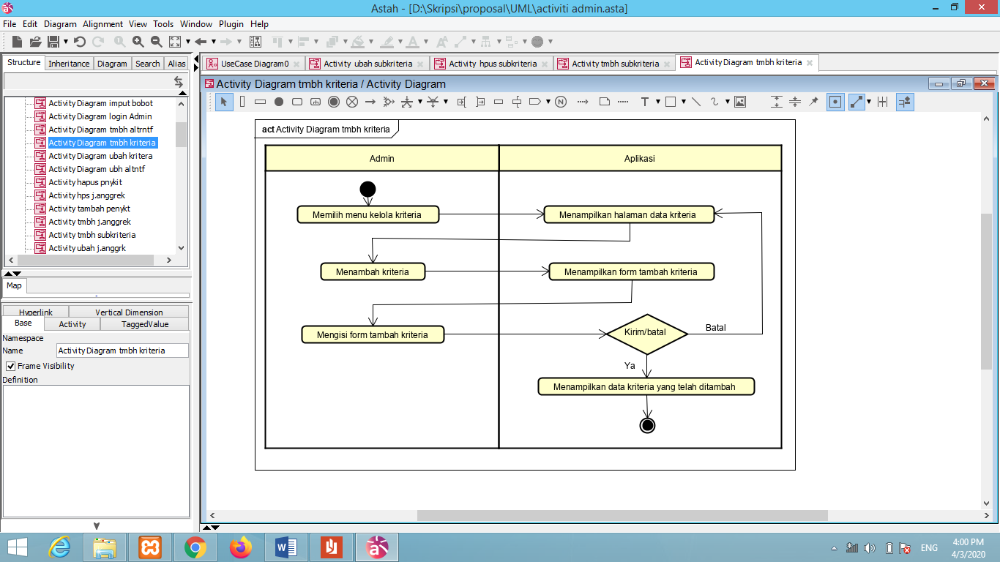 Astah - [D:\Skripsi\proposal\UML\activiti admin.asta]
File Edit Diagram Alignment View Tools Window Plugin Help
Structure Inheritance Diagram Search Alias
UseCase Diagram0 Activity ubah subkriteria Activity hpus subkriteria Activity tmbh subkriteria Activity Diagram tmbh kriteria
Activity Diagram tmbh kriteria / Activity Diagram
Activity Diagram imput bobot
Activity Diagram login Admin
Activity Diagram tmbh altrntf
Activity Diagram tmbh kriteria
Activity Diagram ubah kritera
Activity Diagram ubh altntf
Activity hapus pnykit
Activity hps j.anggrek
Activity tambah penykt
Activity tmbh j.anggrek
Activity tmbh subkriteria
Activity ubah j.anggrk
Map
Hyperlink Vertical Dimension
Base Activity TaggedValue
Namespace
Name Activity Diagram tmbh kriteria
Frame Visibility
Definition
act Activity Diagram tmbh kriteria
Admin Aplikasi
Memilih menu kelola kriteria Menampilkan halaman data kriteria
Menambah kriteria Menampilkan form tambah kriteria
Mengisi form tambah kriteria Kirim/batal Batal
Ya
Menampilkan data kriteria yang telah ditambah
ENG
4:00 PM
4/3/2020